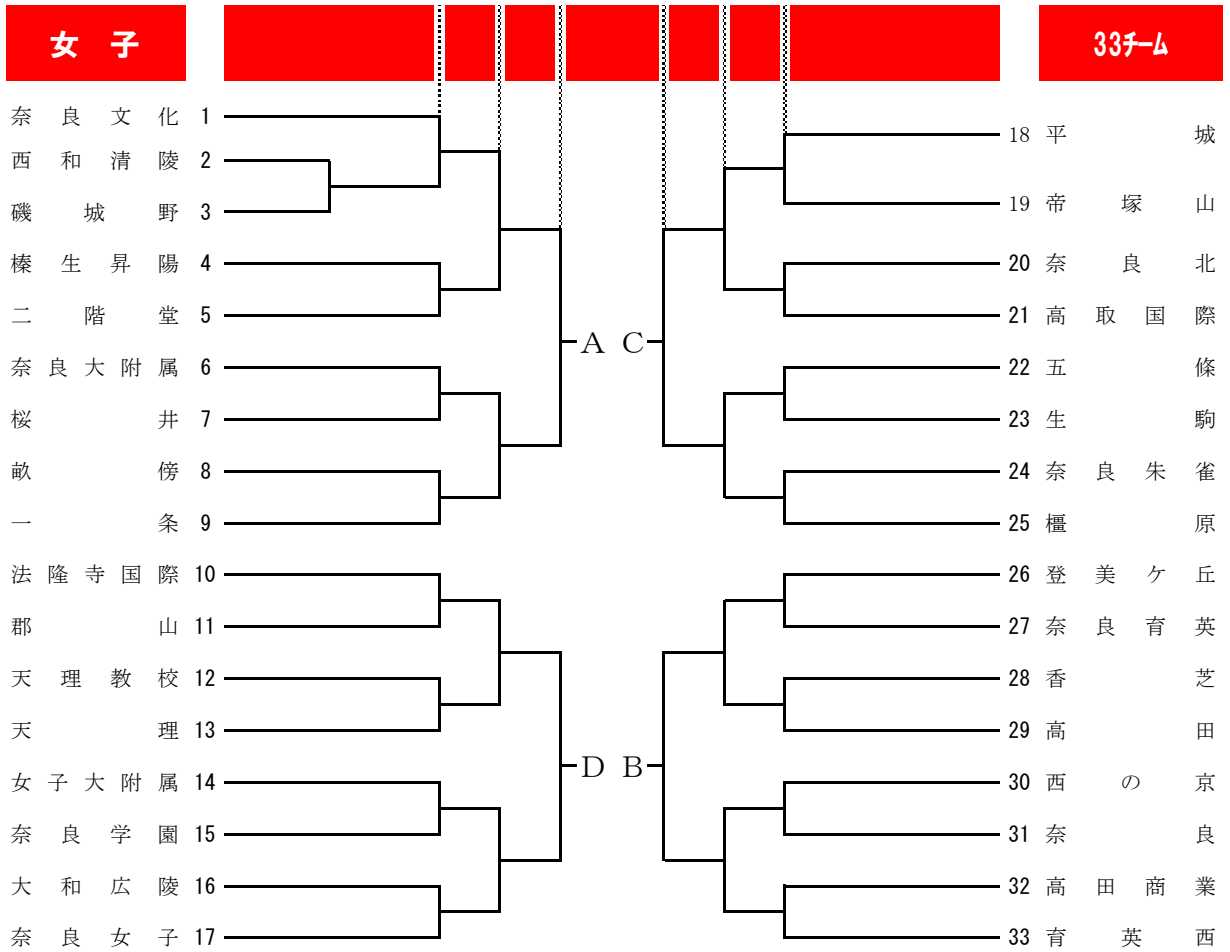 女 子
33ﾁｰﾑ
奈良文化 1
西和清陵 2
磯城野 3
榛生昇陽 4
二階堂 5
奈良大附属 6
桜井 7
畝傍 8
一条 9
法隆寺国際 10
郡山 11
天理教校 12
天理 13
女子大附属 14
奈良学園 15
大和広陵 16
奈良女子 17
A C
D B
18 平城
19 帝塚山
20 奈良北
21 高取国際
22 五條
23 生駒
24 奈良朱雀
25 橿原
26 登美ケ丘
27 奈良育英
28 香芝
29 高田
30 西の京
31 奈良
32 高田商業
33 育英西